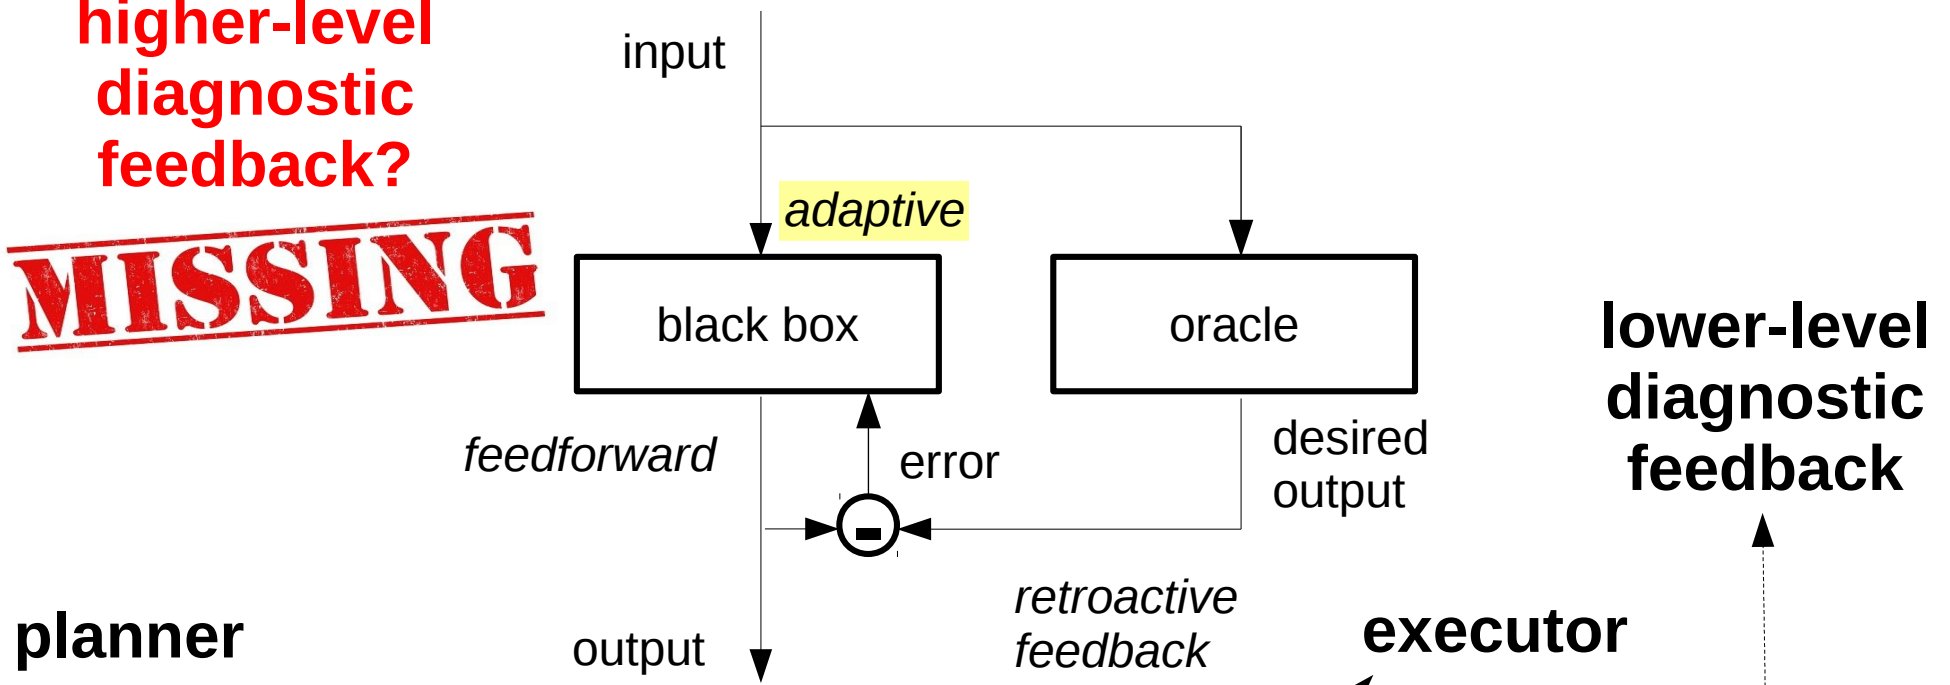 higher-level
diagnostic
feedback?
MISSING
input
adaptive
black box
oracle
lower-level
diagnostic
feedback
feedforward
error
desired
output
retroactive
feedback
planner
output
executor